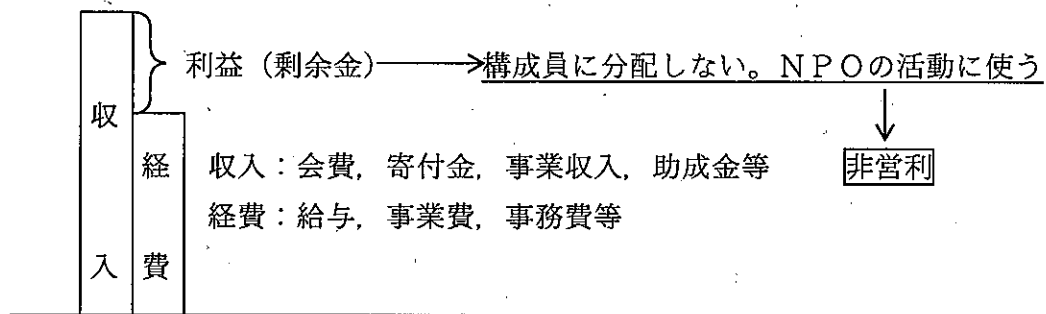 利益（剰余金）→構成員に分配しない。ＮＰＯの活動に使う
収入
経費
収入：会費，寄付金，事業収入，助成金等
非営利
経費：給与，事業費，事務費等